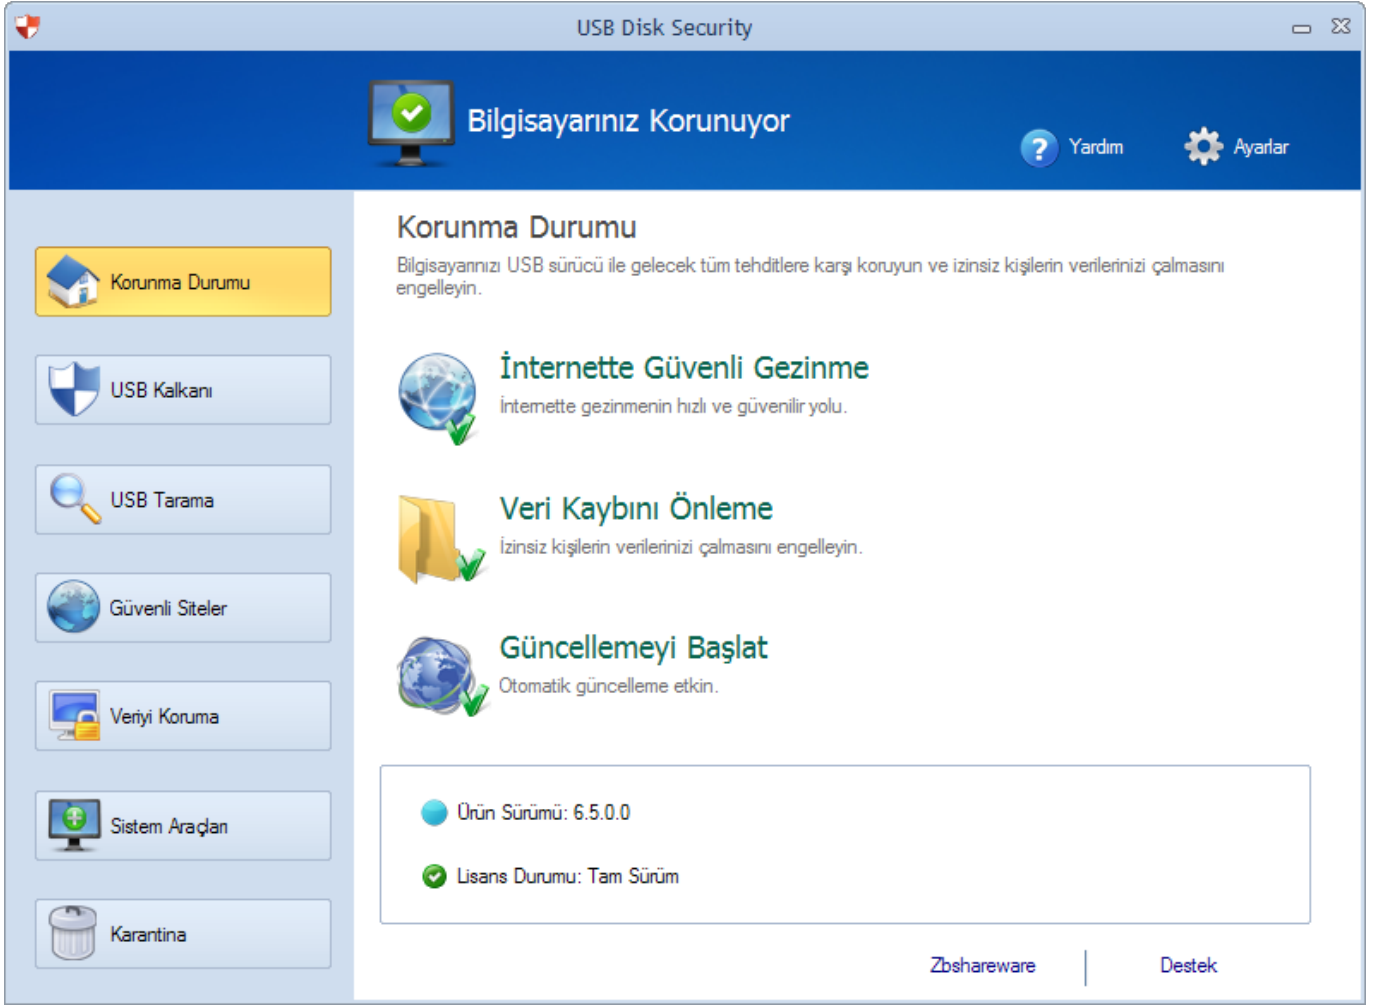 USB Disk Security
Bilgisayarınız Korunuyor
Yardım
Ayarlar
Korunma Durumu
USB Kalkanı
USB Tarama
Güvenli Siteler
Veriyi Koruma
Sistem Araçları
Karantina
Korunma Durumu
Bilgisayarınızı USB sürücü ile gelecek tüm tehditlere karşı koruyun ve izinsiz kişilerin verilerinizi çalmasını
engelleyin.
İnternette Güvenli Gezinme
İnternette gezinmenin hızlı ve güvenilir yolu.
Veri Kaybını Önleme
İzinsiz kişilerin verilerinizi çalmasını engelleyin.
Güncellemeyi Başlat
Otomatik güncelleme etkin.
Ürün Sürümü: 6.5.0.0
Lisans Durumu: Tam Sürüm
Zbshareware
Destek